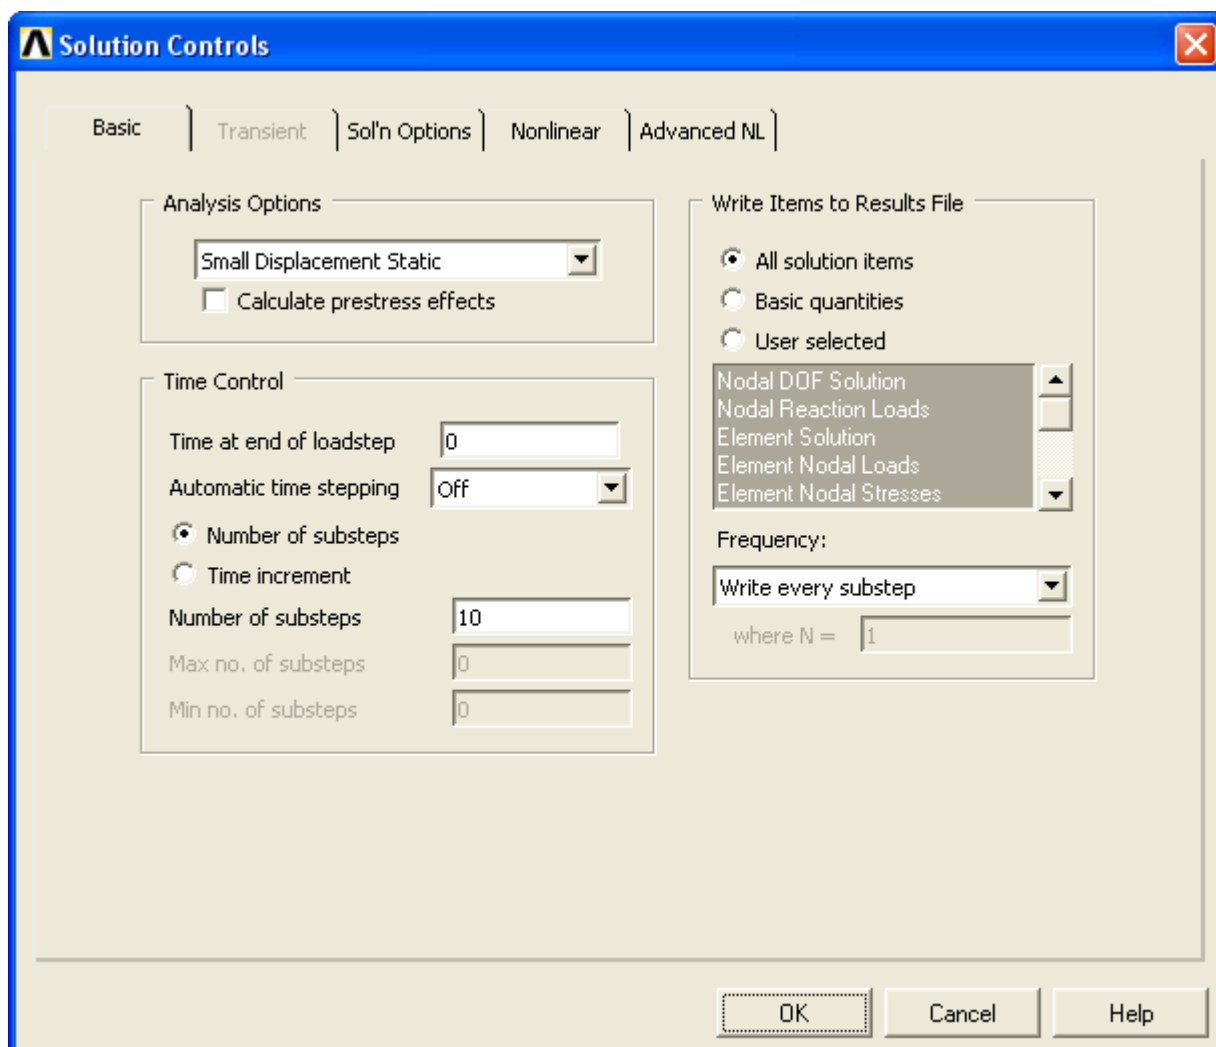 Solution Controls
Basic
Transient
Sol'n Options
Nonlinear
Advanced NL
Analysis Options
Small Displacement Static
Calculate prestress effects
Time Control
Time at end of loadstep 0
Automatic time stepping Off
Number of substeps
Time increment
Number of substeps 10
Max no. of substeps 0
Min no. of substeps 0
Write Items to Results File
All solution items
Basic quantities
User selected
Nodal DOF Solution
Nodal Reaction Loads
Element Solution
Element Nodal Loads
Element Nodal Stresses
Frequency:
Write every substep
where N = 1
OK
Cancel
Help